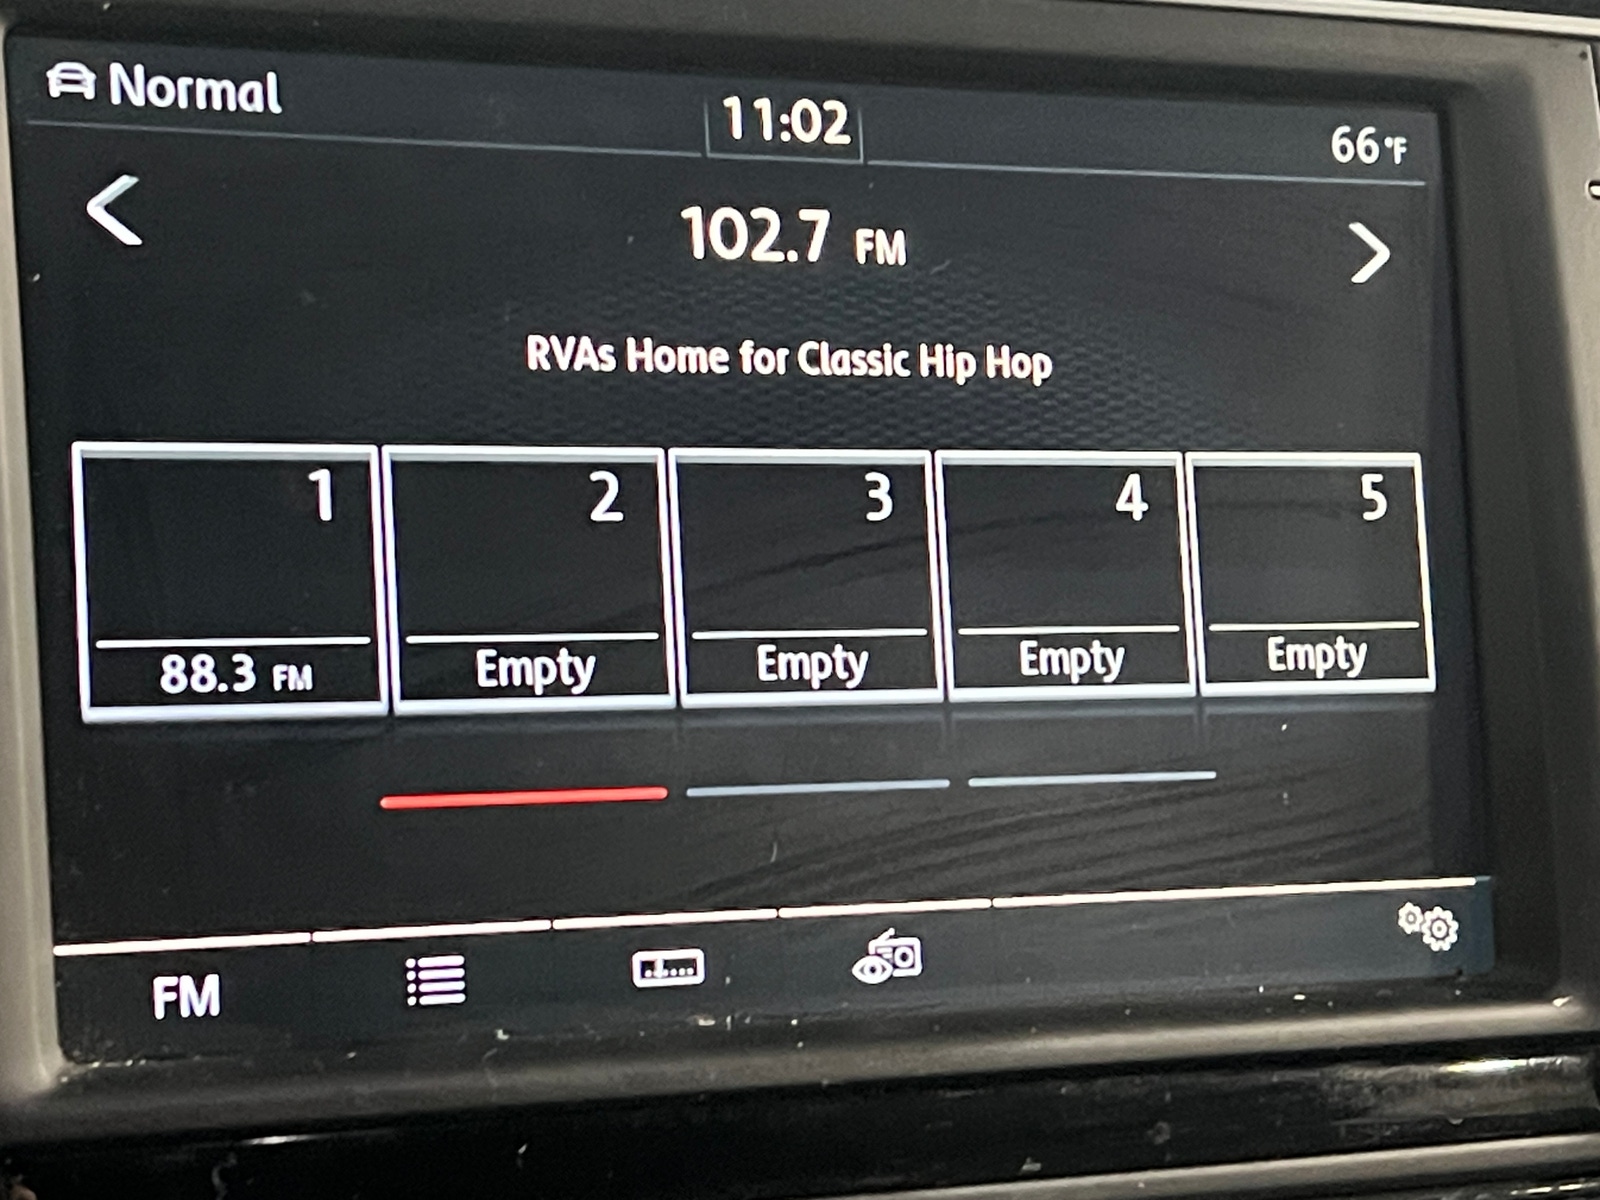 Normal
11:02
66°F
102.7 FM
RVAs Home for Classic Hip Hop
1 2 3 4 5
88.3 FM Empty Empty Empty Empty
FM